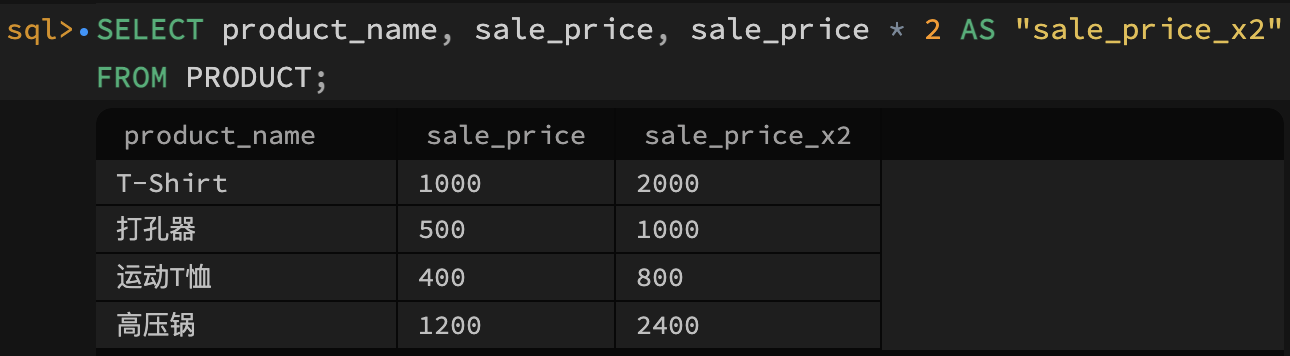 sql> SELECT product_name, sale_price, sale_price * 2 AS "sale_price_x2"
FROM PRODUCT;
product_name sale_price sale_price_x2
T-Shirt 1000 2000
打孔器 500 1000
运动T恤 400 800
高压锅 1200 2400